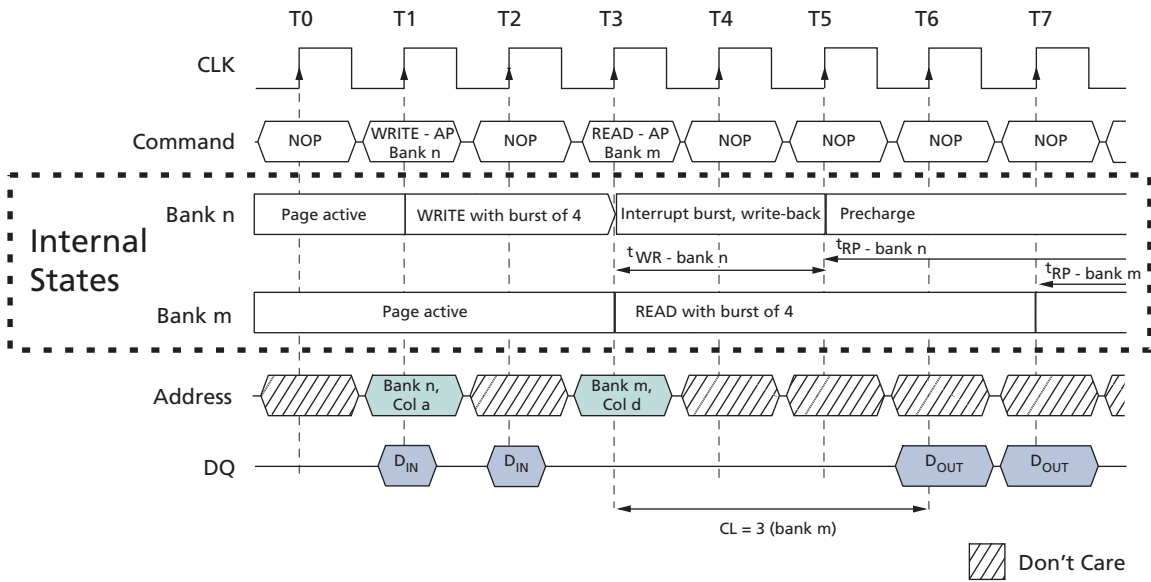 T0 T1 T2 T3 T4 T5 T6 T7
CLK
Command NOP WRITE - AP Bank n NOP READ - AP Bank m NOP NOP NOP NOP
Internal States
Bank n Page active WRITE with burst of 4 Interrupt burst, write-back Precharge
tWR - bank n tRP - bank n
tRP - bank m
Bank m Page active READ with burst of 4
Address Bank n, Col a Bank m, Col d
DQ DIN DIN DOUT DOUT
CL = 3 (bank m)
Don't Care